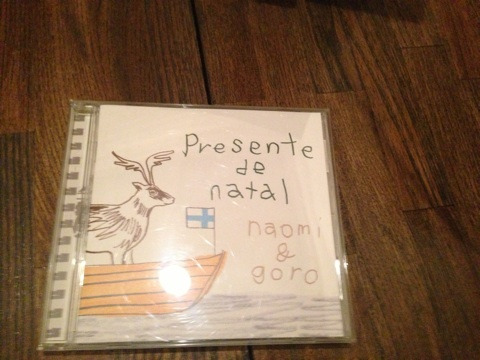 Presente
de
natal
naomi
&
goro